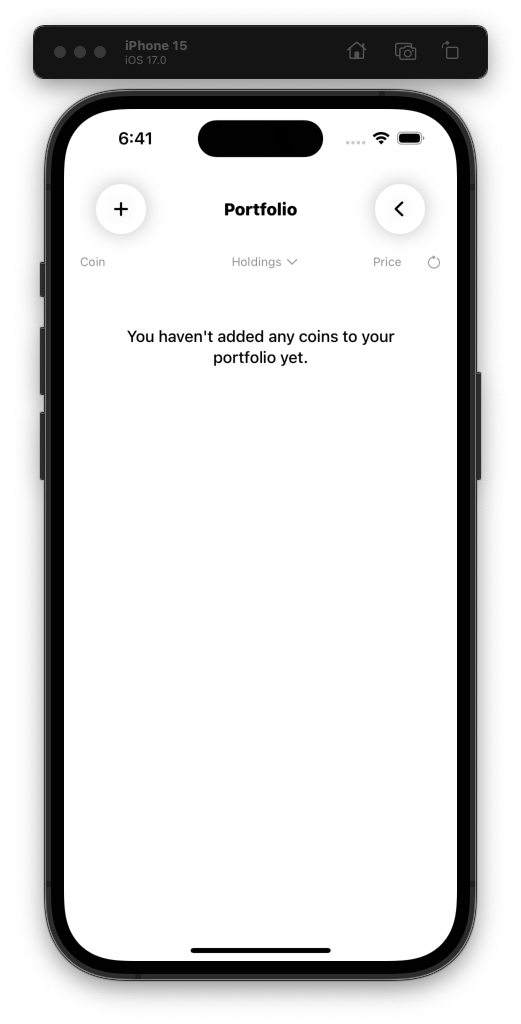 iPhone 15
iOS 17.0
6:41
Portfolio
Coin Holdings Price
You haven't added any coins to your
portfolio yet.